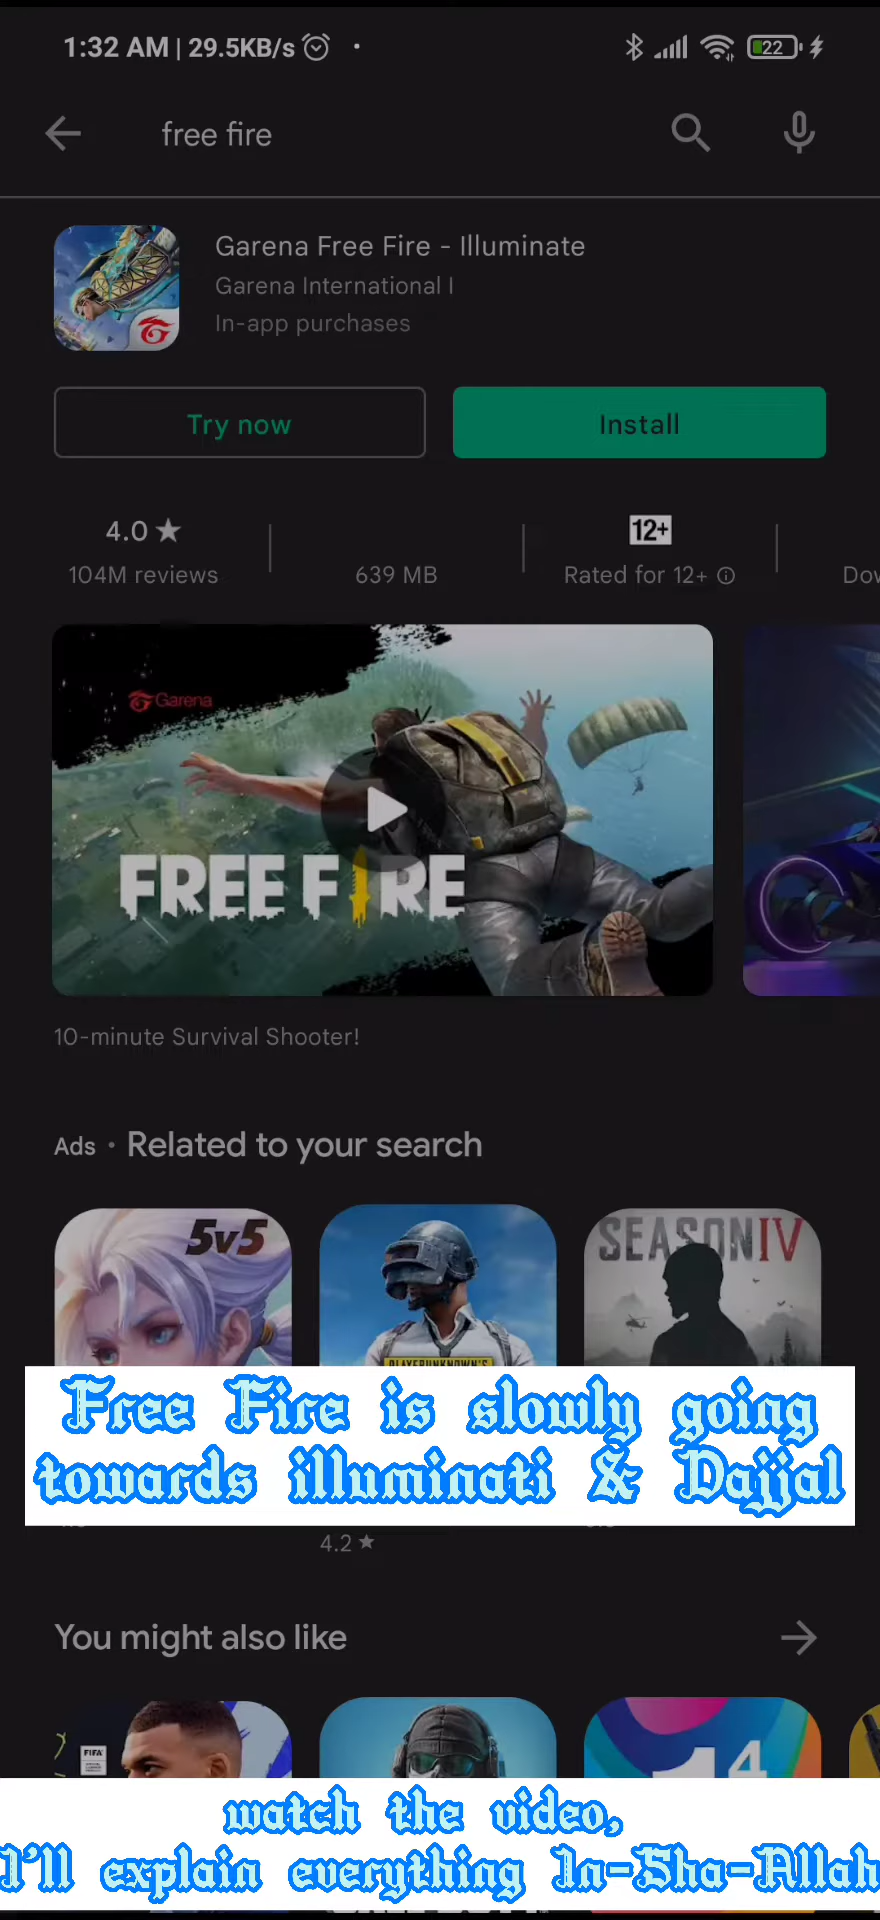 1:32 AM | 29.5KB/s
22
free fire
Garena Free Fire - Illuminate
Garena International I
In-app purchases
Try now
Install
4.0 ★
104M reviews
639 MB
12+
Rated for 12+
Garena
FREE FIRE
10-minute Survival Shooter!
Ads · Related to your search
5v5
SEASON IV
PLAYERUNKNOWN'S
Free Fire is slowly going
towards illuminati & Dajjal
4.2 ★
You might also like
FIFA
14
watch the video,
I'll explain everything In-Sha-Allah